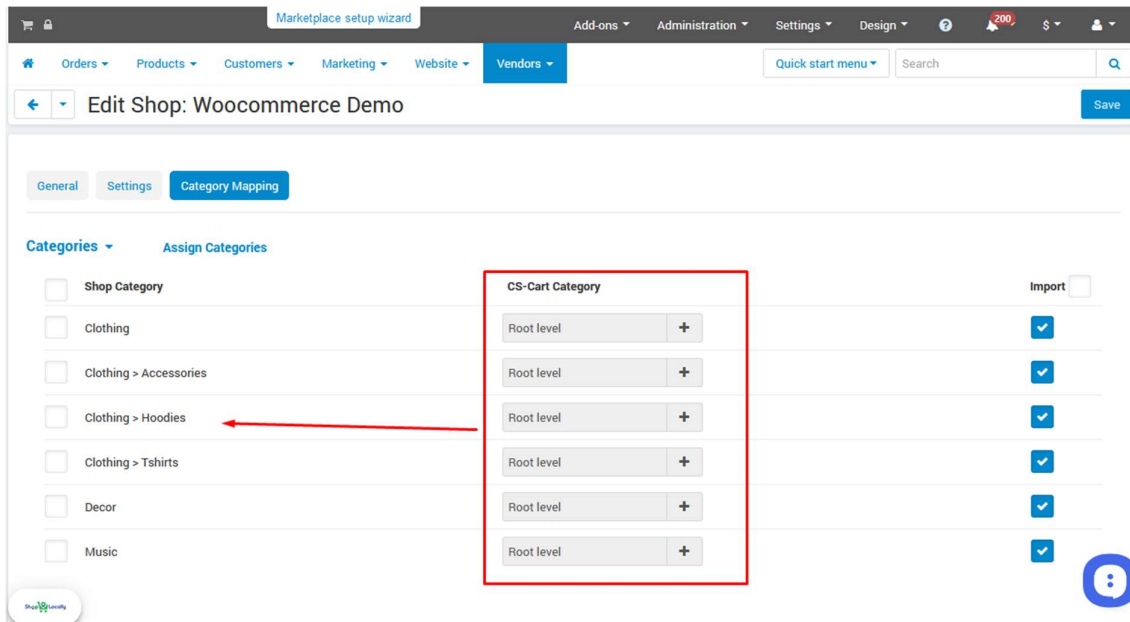 Marketplace setup wizard
Add-ons Administration Settings Design ? 200 $
Orders Products Customers Marketing Website Vendors Quick start menu Search
Edit Shop: Woocommerce Demo Save
General Settings Category Mapping
Categories Assign Categories
Shop Category CS-Cart Category Import
Clothing Root level +
Clothing > Accessories Root level +
Clothing > Hoodies Root level +
Clothing > Tshirts Root level +
Decor Root level +
Music Root level +
Shop Locally